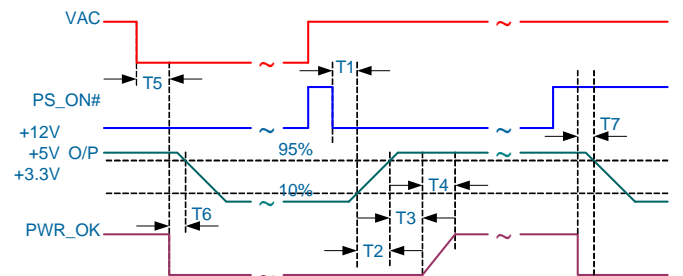 VAC
T1
T5
PS_ON#
T7
+12V
+5V O/P
95%
+3.3V
10%
T4
T6
T3
PWR_OK
T2
~
~
~
~
~
~
~
~